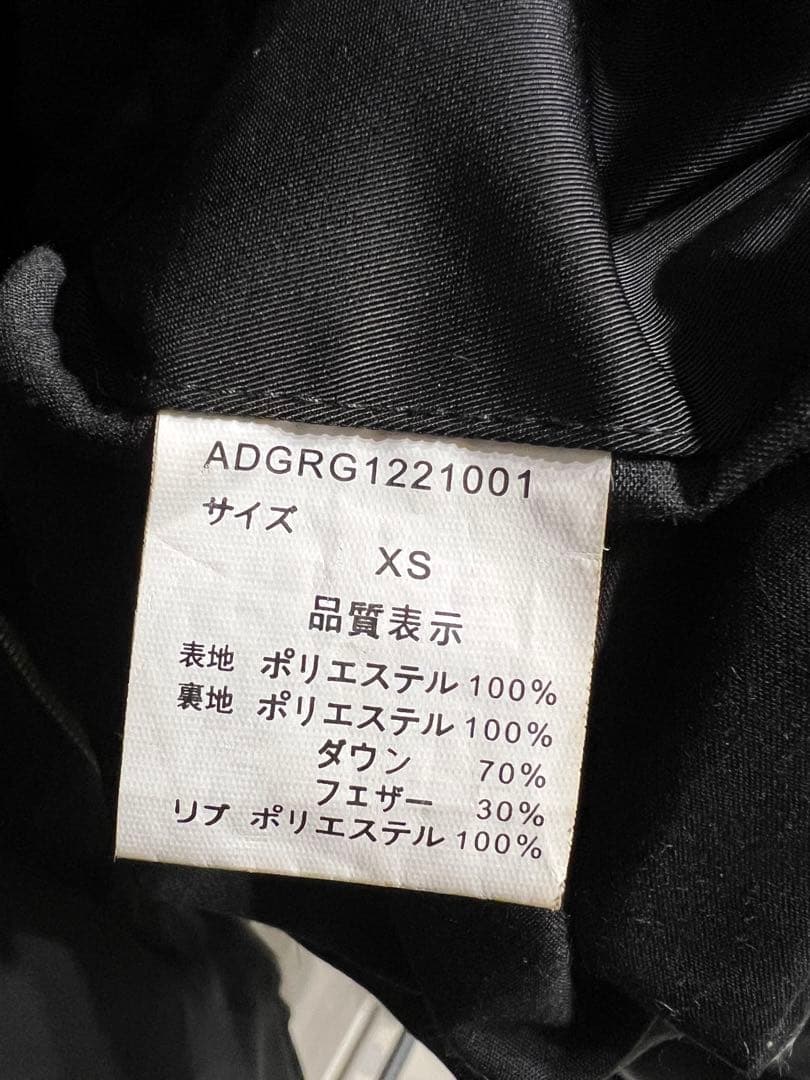 ADGRG1221001
サイズ
XS
品質表示
表地 ポリエステル 100%
裏地 ポリエステル 100%
ダウン 70%
フェザー 30%
リブ ポリエステル 100%